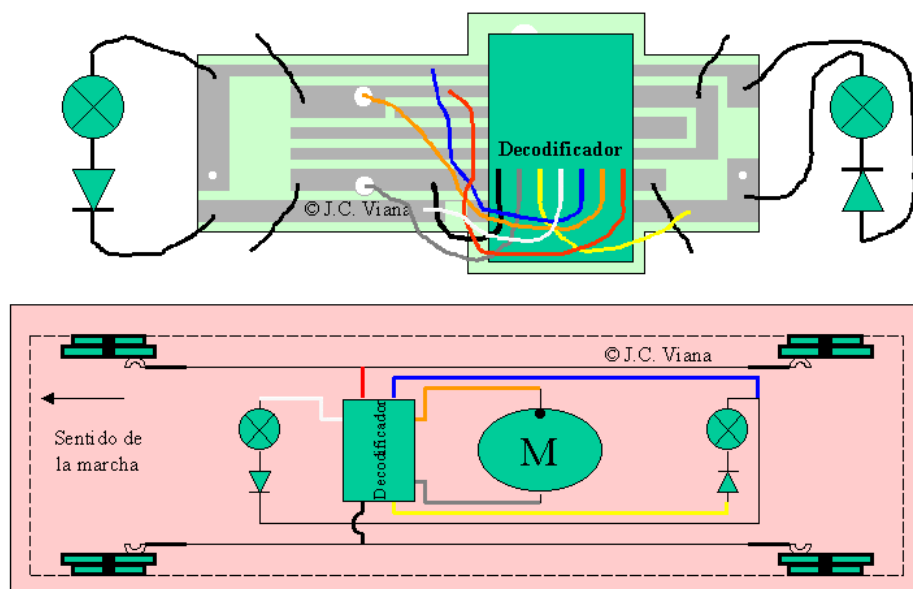 Decodificador
© J.C. Viana
© J.C. Viana
Sentido de
la marcha
Decodificador
M